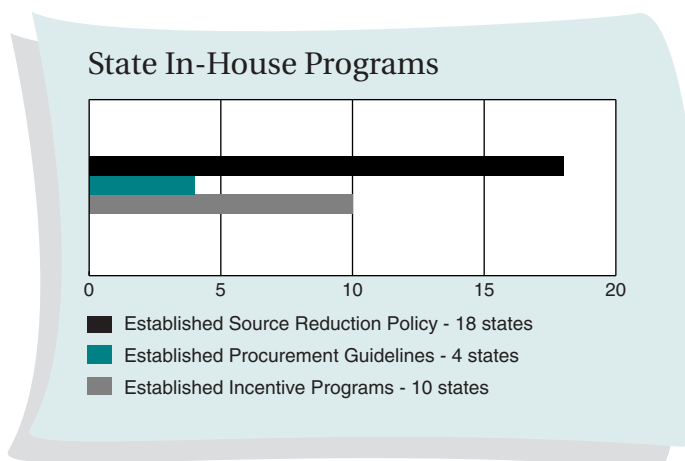 State In-House Programs
0 5 10 15 20
Established Source Reduction Policy - 18 states
Established Procurement Guidelines - 4 states
Established Incentive Programs - 10 states